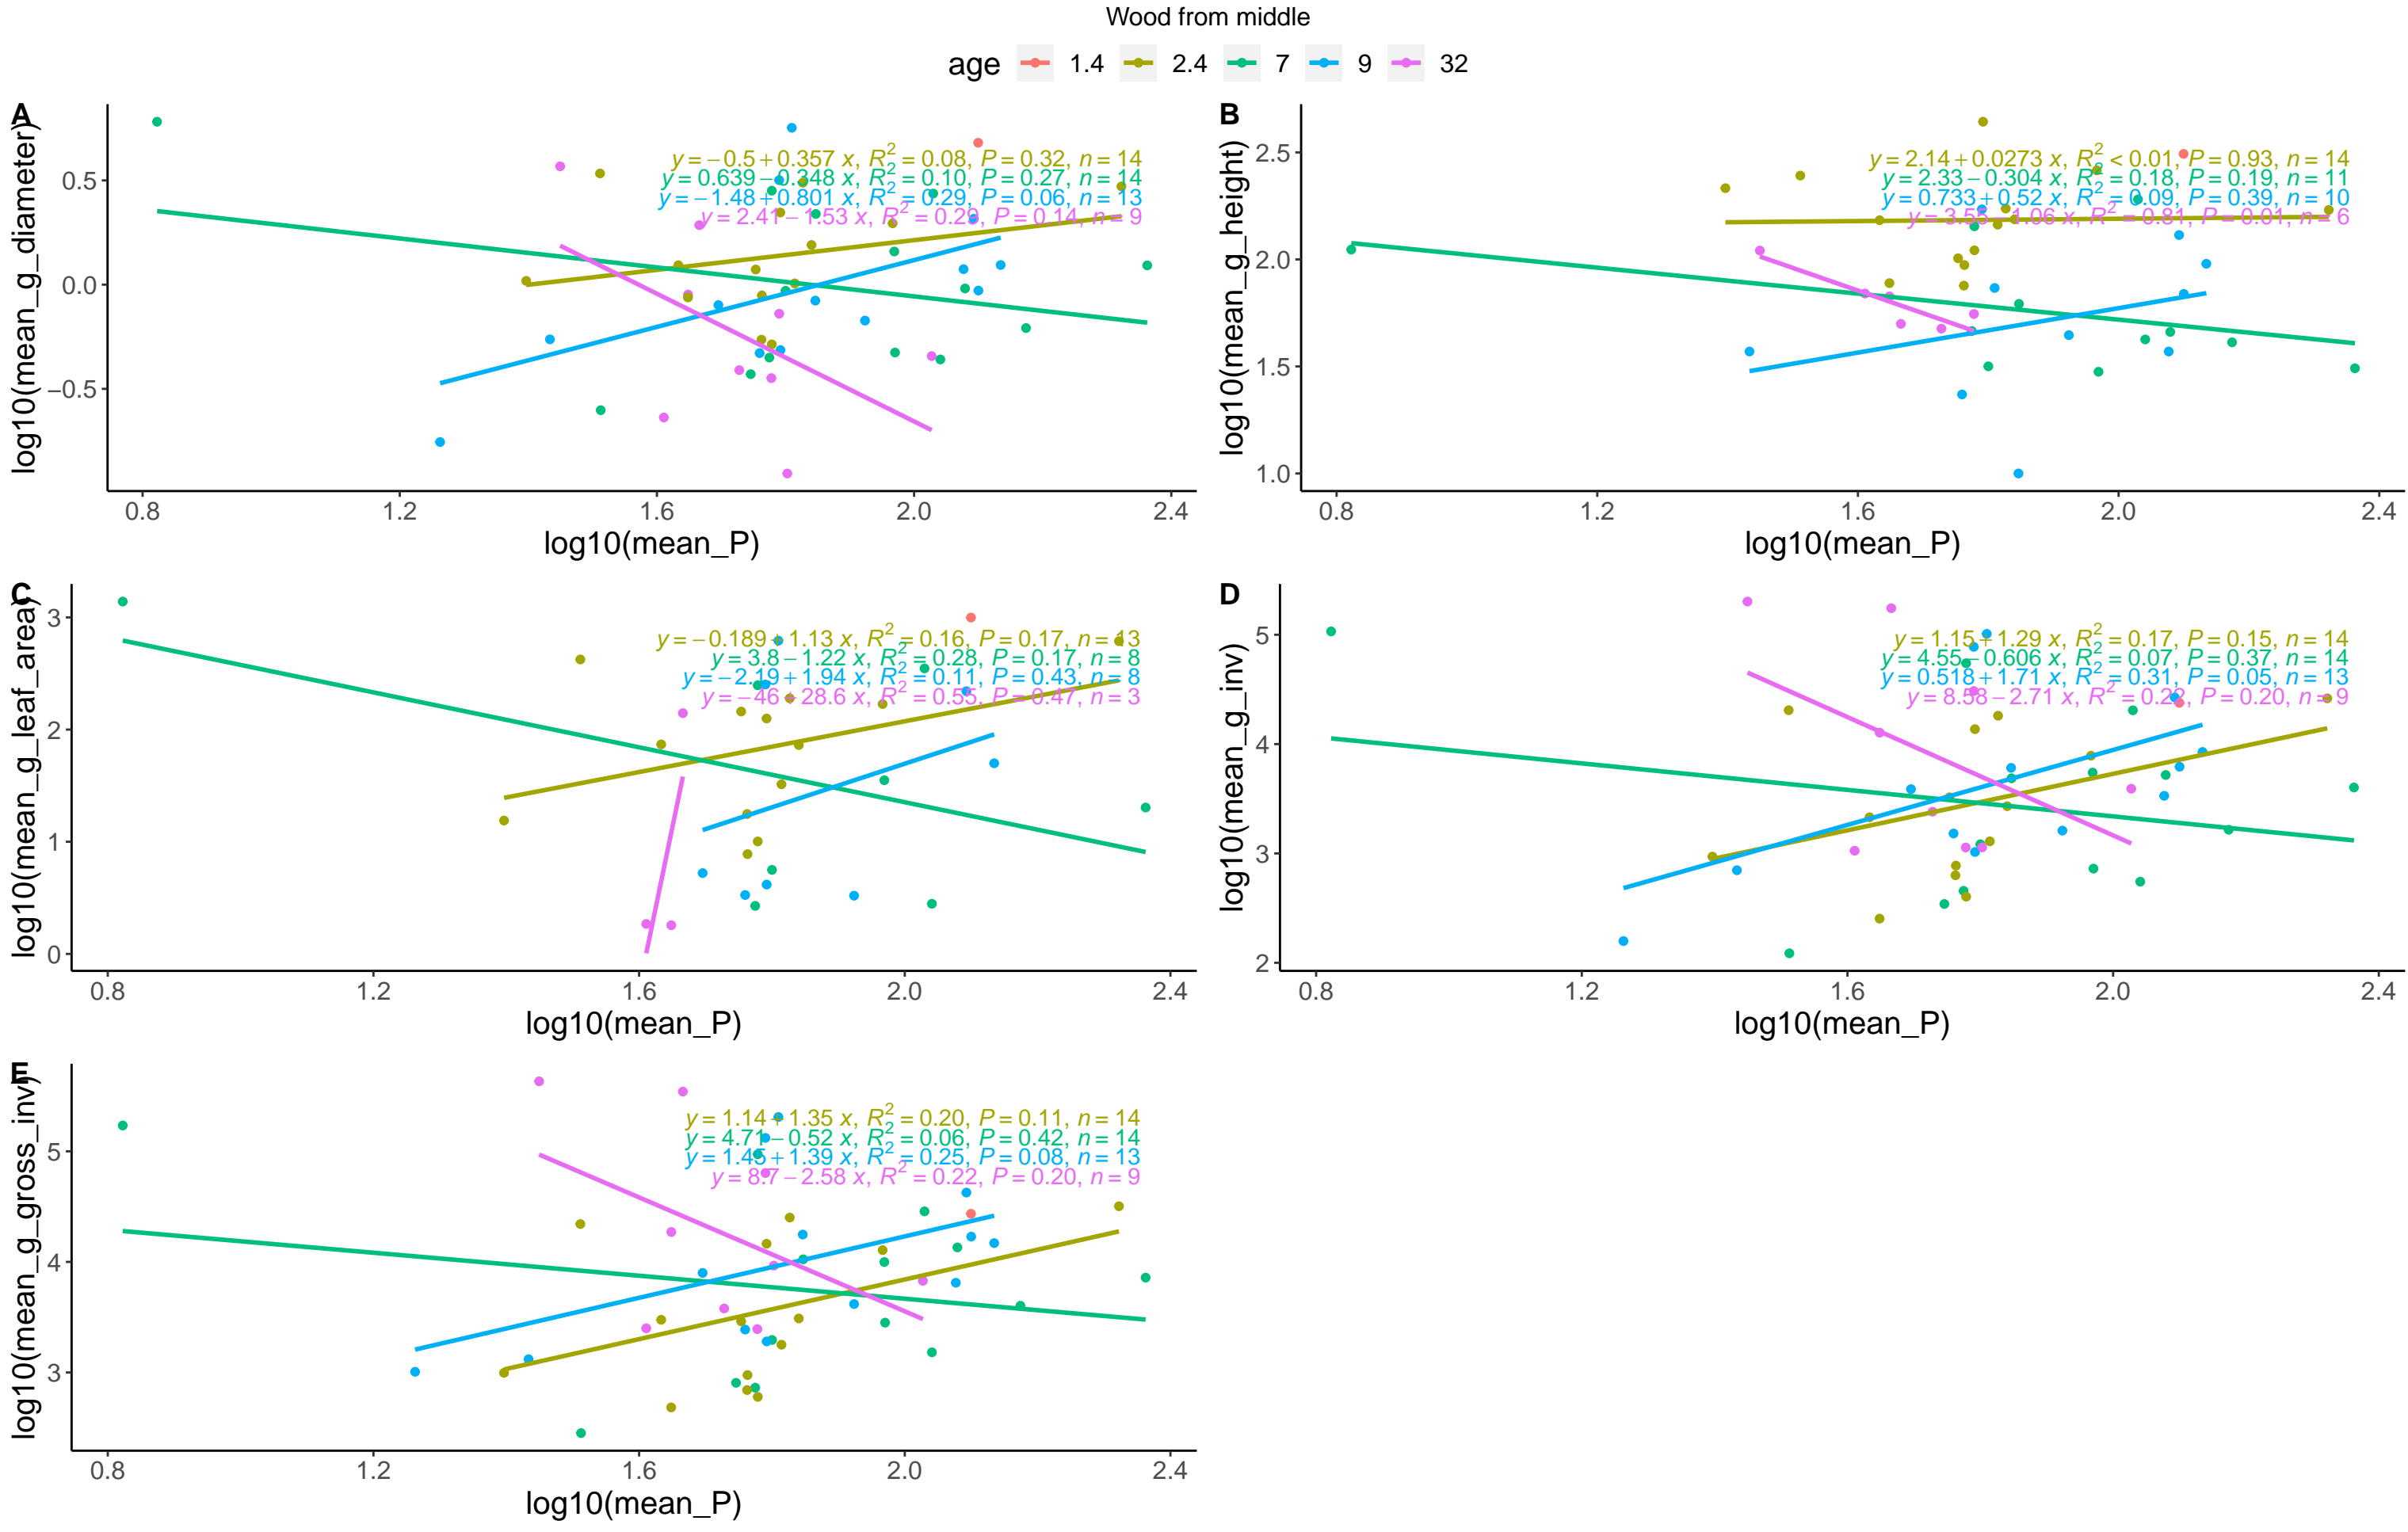 Wood from middle
age 1.4 2.4 7 9 32
A
log10(mean_g_diameter)
0.5
0.0
−0.5
y = −0.5 + 0.357 x, R2 = 0.08, P = 0.32, n = 14
y = 0.639 − 0.348 x, R2 = 0.10, P = 0.27, n = 14
y = −1.48 + 0.801 x, R2 = 0.29, P = 0.06, n = 13
y = 2.41 − 1.53 x, R2 = 0.29, P = 0.14, n = 9
0.8 1.2 1.6 2.0 2.4
log10(mean_P)
B
log10(mean_g_height)
2.5
2.0
1.5
1.0
y = 2.14 + 0.0273 x, R2 < 0.01, P = 0.93, n = 14
y = 2.33 − 0.304 x, R2 = 0.18, P = 0.19, n = 11
y = 0.733 + 0.52 x, R2 = 0.09, P = 0.39, n = 10
y = 3.55 − 1.06 x, R2 = 0.81, P = 0.01, n = 6
0.8 1.2 1.6 2.0 2.4
log10(mean_P)
C
log10(mean_g_leaf_area)
3
2
1
0
y = −0.189 + 1.13 x, R2 = 0.16, P = 0.17, n = 13
y = 3.8 − 1.22 x, R2 = 0.28, P = 0.17, n = 8
y = −2.19 + 1.94 x, R2 = 0.11, P = 0.43, n = 8
y = −46 + 28.6 x, R2 = 0.55, P = 0.47, n = 3
0.8 1.2 1.6 2.0 2.4
log10(mean_P)
D
log10(mean_g_inv)
5
4
3
2
y = 1.15 + 1.29 x, R2 = 0.17, P = 0.15, n = 14
y = 4.55 − 0.606 x, R2 = 0.07, P = 0.37, n = 14
y = 0.518 + 1.71 x, R2 = 0.31, P = 0.05, n = 13
y = 8.58 − 2.71 x, R2 = 0.22, P = 0.20, n = 9
0.8 1.2 1.6 2.0 2.4
log10(mean_P)
E
log10(mean_g_gross_inv)
5
4
3
y = 1.14 + 1.35 x, R2 = 0.20, P = 0.11, n = 14
y = 4.71 − 0.52 x, R2 = 0.06, P = 0.42, n = 14
y = 1.45 + 1.39 x, R2 = 0.25, P = 0.08, n = 13
y = 8.7 − 2.58 x, R2 = 0.22, P = 0.20, n = 9
0.8 1.2 1.6 2.0 2.4
log10(mean_P)